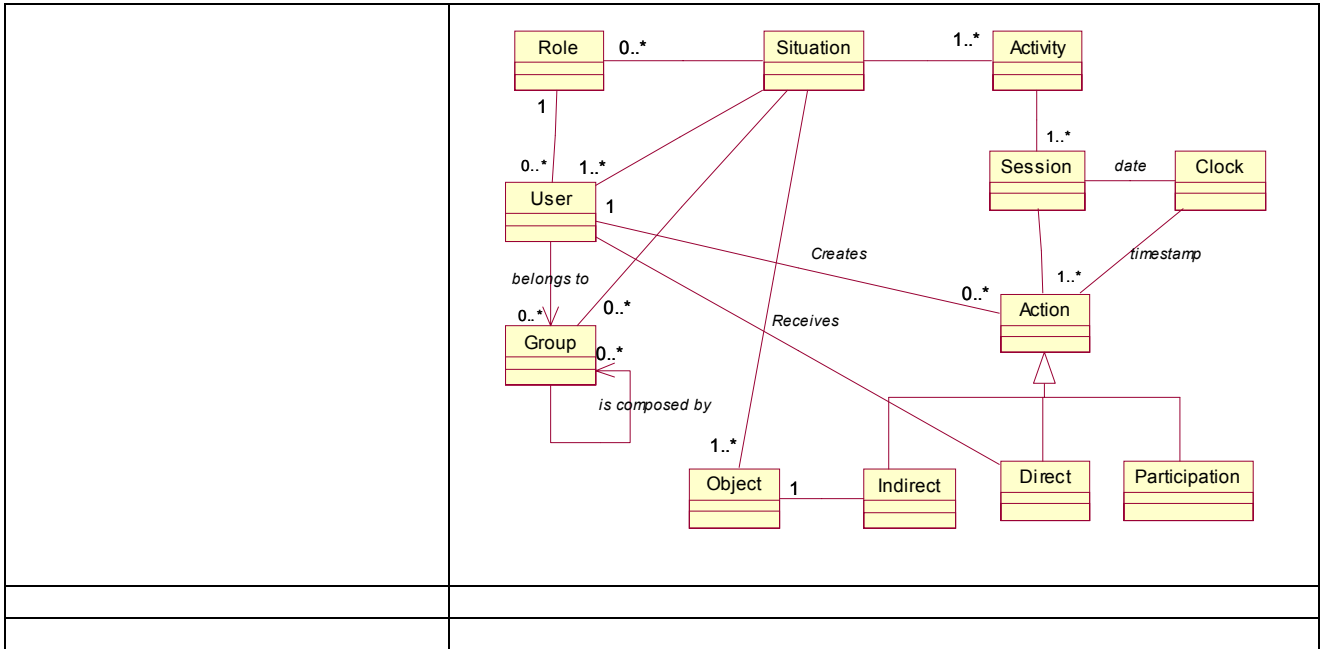 Role
0..*
Situation
1..*
Activity
1
1..*
0..*
1..*
Session
date
Clock
User
1
Creates
timestamp
belongs to
0..*
1..*
0..*
0..*
Action
Receives
Group
0..*
is composed by
1..*
Object
1
Indirect
Direct
Participation